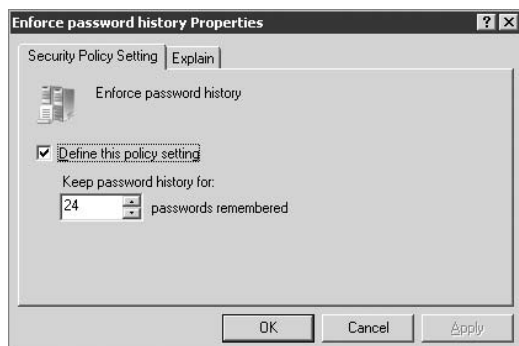 Enforce password history Properties
? X
Security Policy Setting Explain
Enforce password history
Define this policy setting
Keep password history for:
24 passwords remembered
OK Cancel Apply